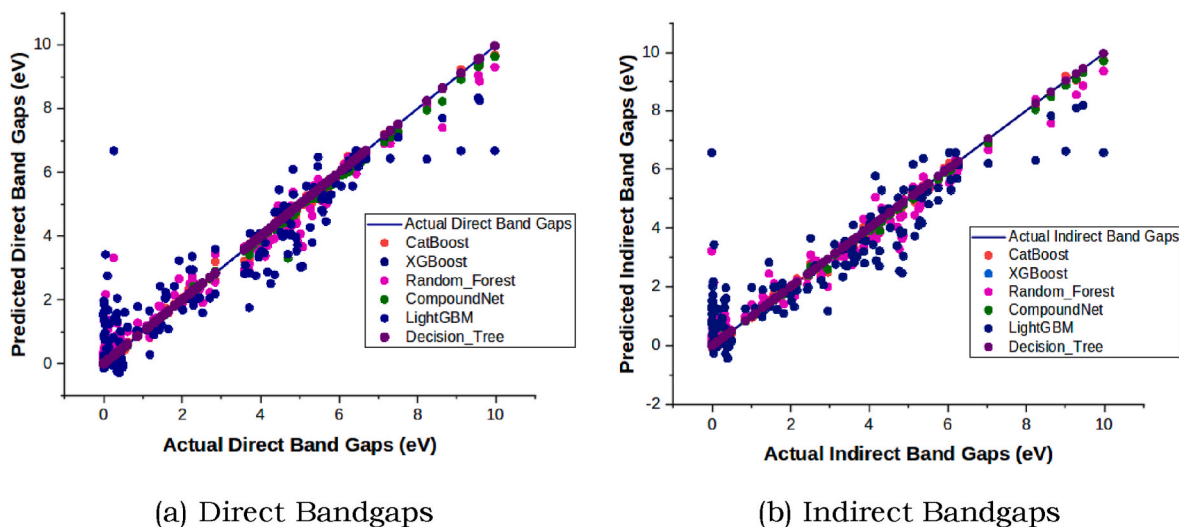 Predicted Direct Band Gaps (eV)
10
8
6
4
2
0
0 2 4 6 8 10
Actual Direct Band Gaps (eV)
Actual Direct Band Gaps
CatBoost
XGBoost
Random_Forest
CompoundNet
LightGBM
Decision_Tree
(a) Direct Bandgaps
Predicted Indirect Band Gaps (eV)
10
8
6
4
2
0
-2
0 2 4 6 8 10
Actual Indirect Band Gaps (eV)
Actual Indirect Band Gaps
CatBoost
XGBoost
Random_Forest
CompoundNet
LightGBM
Decision_Tree
(b) Indirect Bandgaps